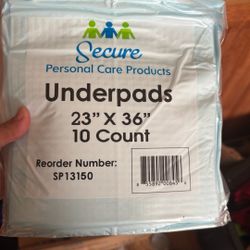 Secure
Personal Care Products
Underpads
23" X 36"
10 Count
Reorder Number:
SP13150